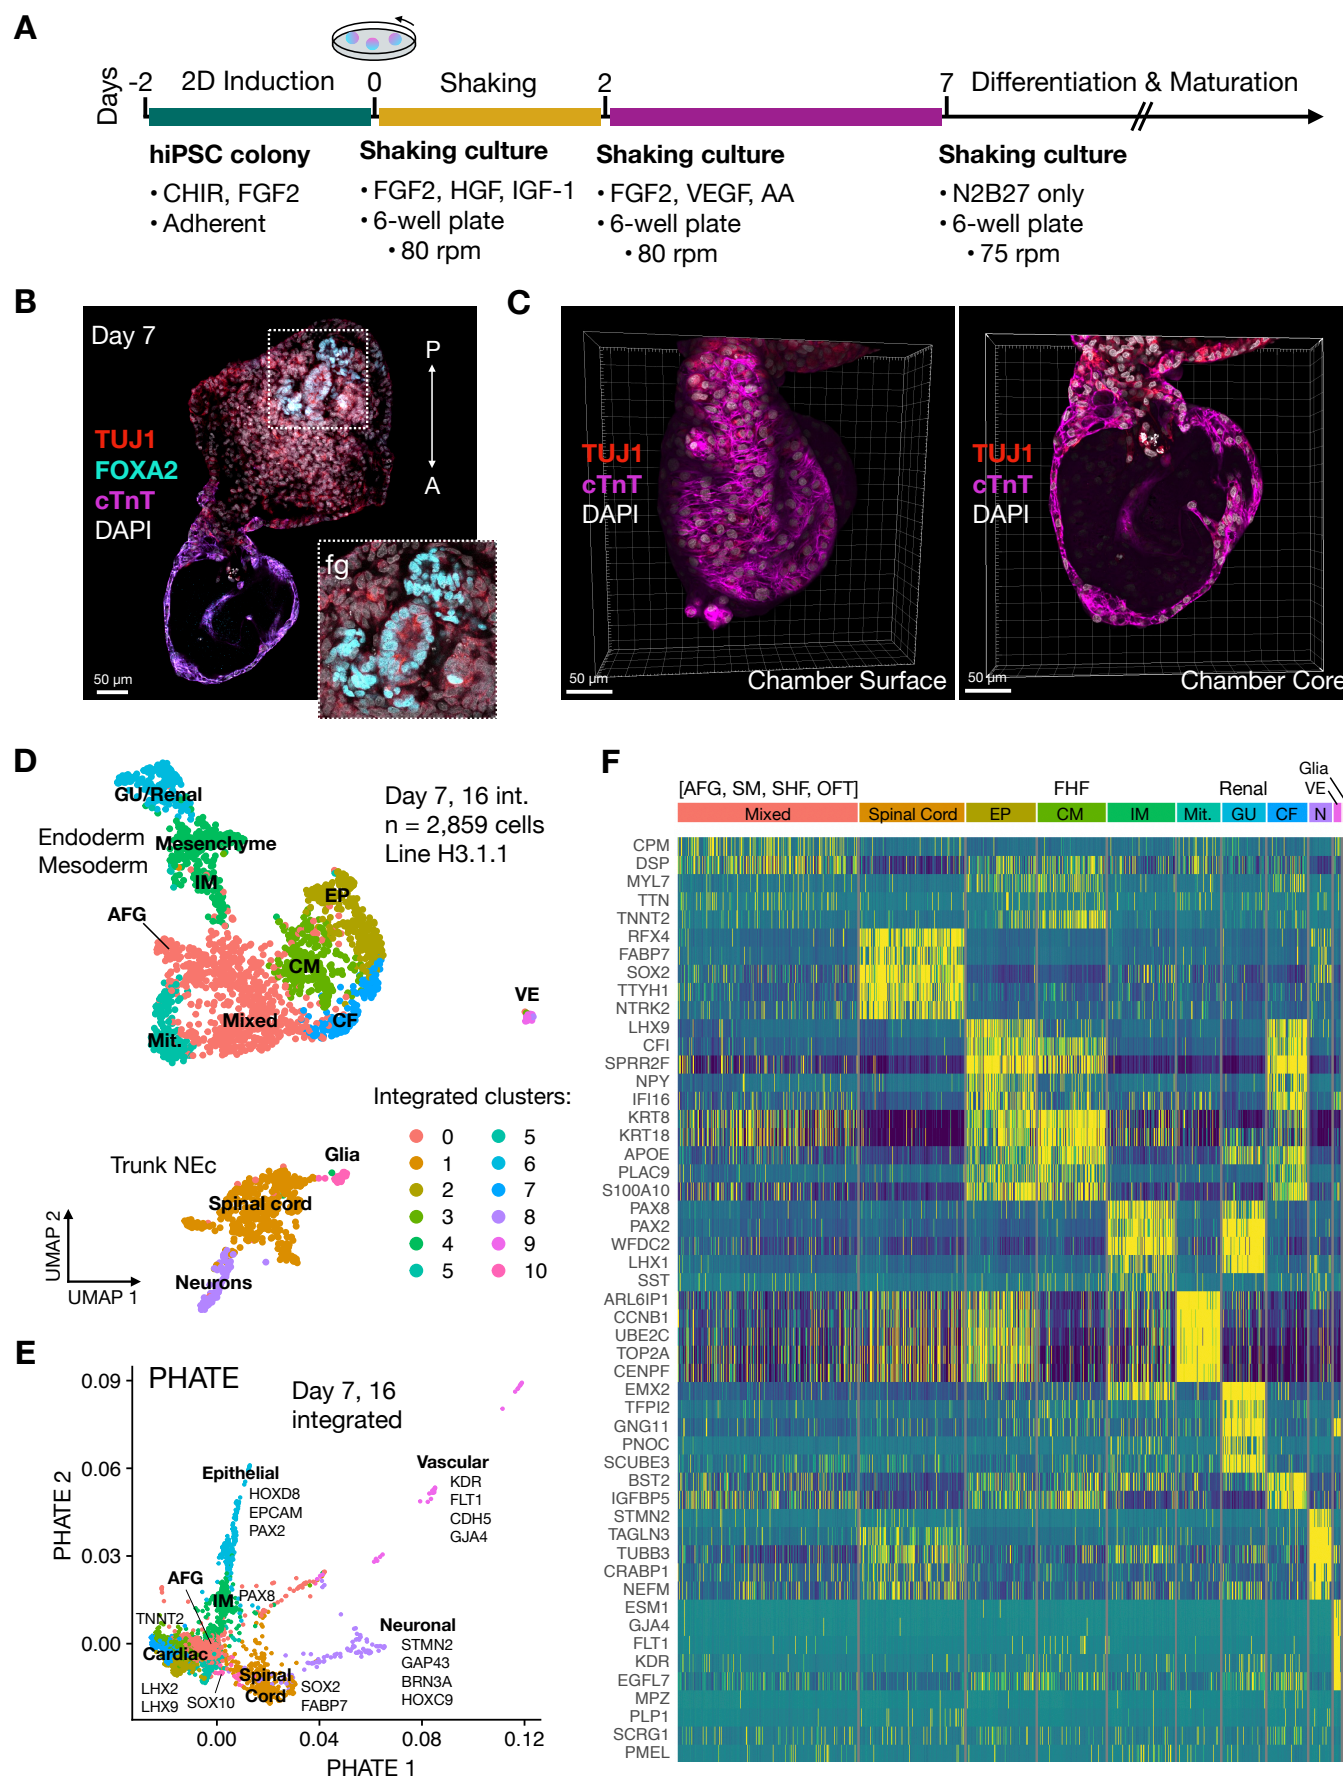 A
Days
-2
2D Induction
0
Shaking
2
7
Differentiation & Maturation
hiPSC colony
• CHIR, FGF2
• Adherent
Shaking culture
• FGF2, HGF, IGF-1
• 6-well plate
• 80 rpm
Shaking culture
• FGF2, VEGF, AA
• 6-well plate
• 80 rpm
Shaking culture
• N2B27 only
• 6-well plate
• 75 rpm
B
Day 7
TUJ1
FOXA2
cTnT
DAPI
P
A
fg
50 µm
C
TUJ1
cTnT
DAPI
50 µm
Chamber Surface
TUJ1
cTnT
DAPI
50 µm
Chamber Core
D
GU/Renal
Endoderm
Mesoderm
Mesenchyme
IM
AFG
EP
CM
Mixed
CF
Mit.
VE
Day 7, 16 int.
n = 2,859 cells
Line H3.1.1
Trunk NEc
Glia
Spinal cord
Neurons
UMAP 2
UMAP 1
Integrated clusters:
0
1
2
3
4
5
5
6
7
8
9
10
E
PHATE
Day 7, 16
integrated
0.09
0.06
0.03
0.00
PHATE 2
0.00
0.04
0.08
0.12
PHATE 1
Epithelial
HOXD8
EPCAM
PAX2
Vascular
KDR
FLT1
CDH5
GJA4
AFG
IM
PAX8
TNNT2
Cardiac
LHX2
LHX9
SOX10
Spinal
Cord
SOX2
FABP7
Neuronal
STMN2
GAP43
BRN3A
HOXC9
F
[AFG, SM, SHF, OFT]
FHF
Renal
Glia
VE
Mixed
Spinal Cord
EP
CM
IM
Mit.
GU
CF
N
CPM
DSP
MYL7
TTN
TNNT2
RFX4
FABP7
SOX2
TTYH1
NTRK2
LHX9
CFI
SPRR2F
NPY
IFI16
KRT8
KRT18
APOE
PLAC9
S100A10
PAX8
PAX2
WFDC2
LHX1
SST
ARL6IP1
CCNB1
UBE2C
TOP2A
CENPF
EMX2
TFPI2
GNG11
PNOC
SCUBE3
BST2
IGFBP5
STMN2
TAGLN3
TUBB3
CRABP1
NEFM
ESM1
GJA4
FLT1
KDR
EGFL7
MPZ
PLP1
SCRG1
PMEL